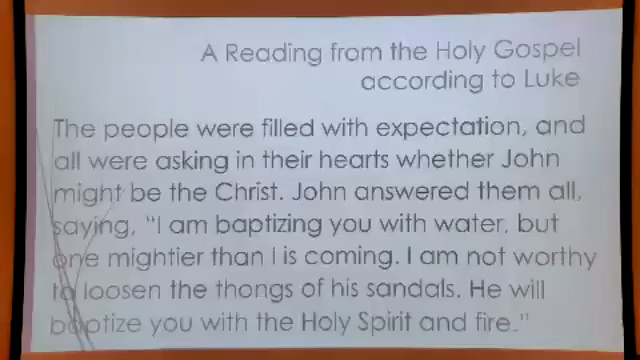 A Reading from the Holy Gospel
according to Luke
The people were filled with expectation, and
all were asking in their hearts whether John
might be the Christ. John answered them all,
saying, "I am baptizing you with water, but
one mightier than I is coming. I am not worthy
to loosen the thongs of his sandals. He will
baptize you with the Holy Spirit and fire."